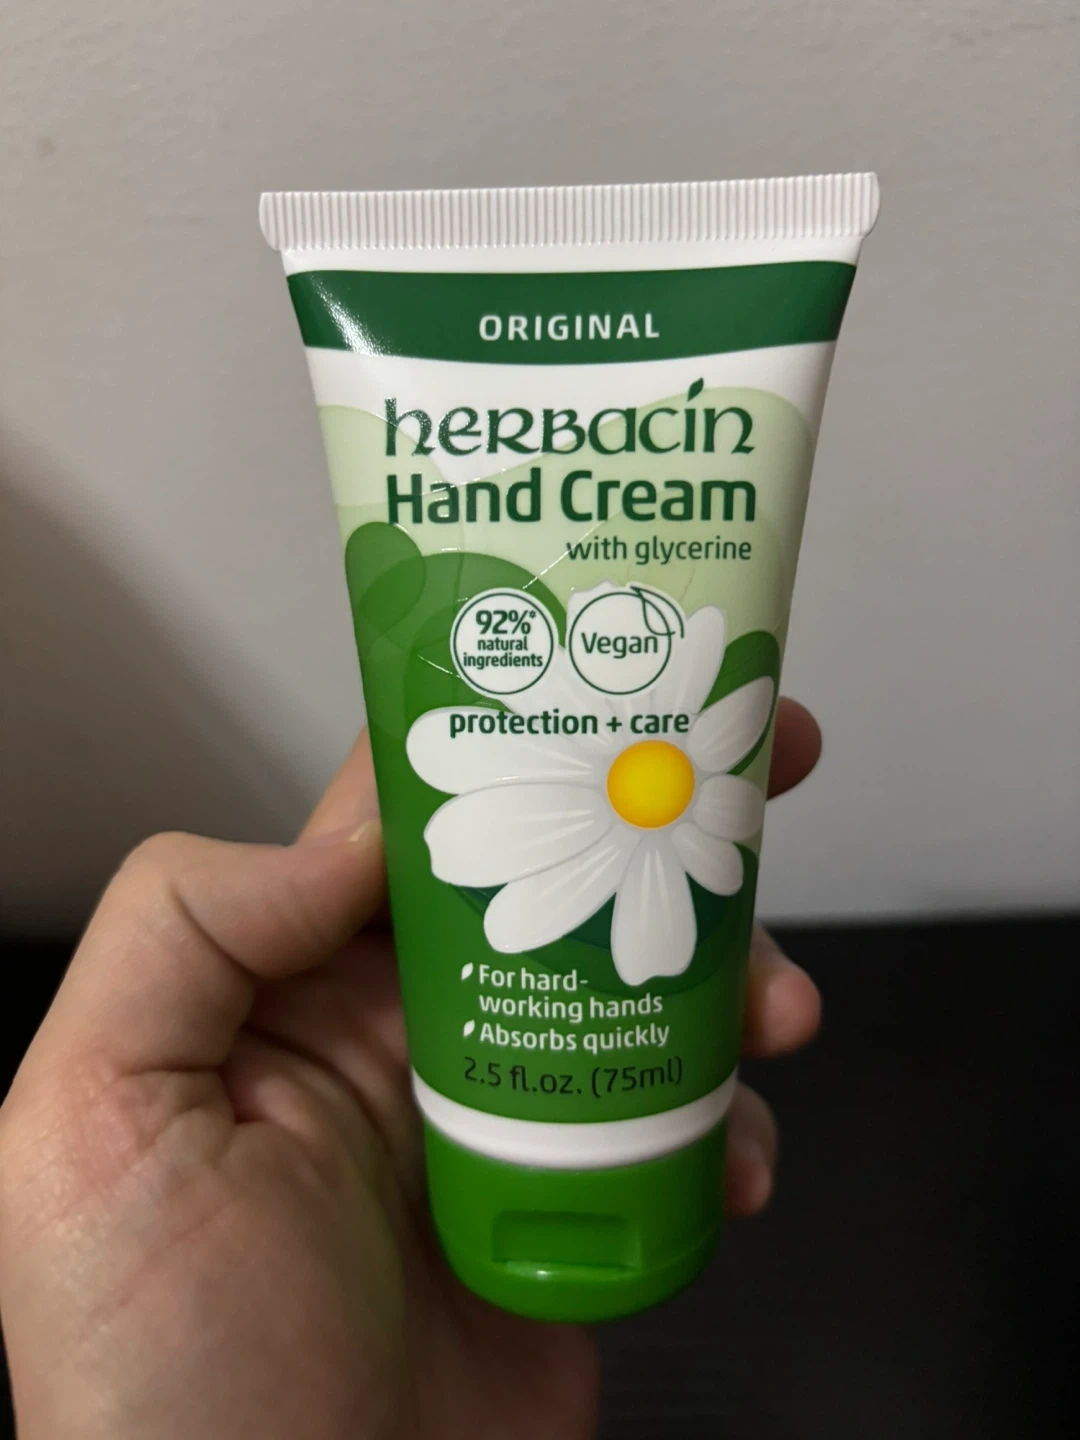 ORIGINAL
herbacin
Hand Cream
with glycerine
92%*
natural
ingredients
Vegan
protection + care
For hard-
working hands
Absorbs quickly
2.5 fl.oz. (75ml)